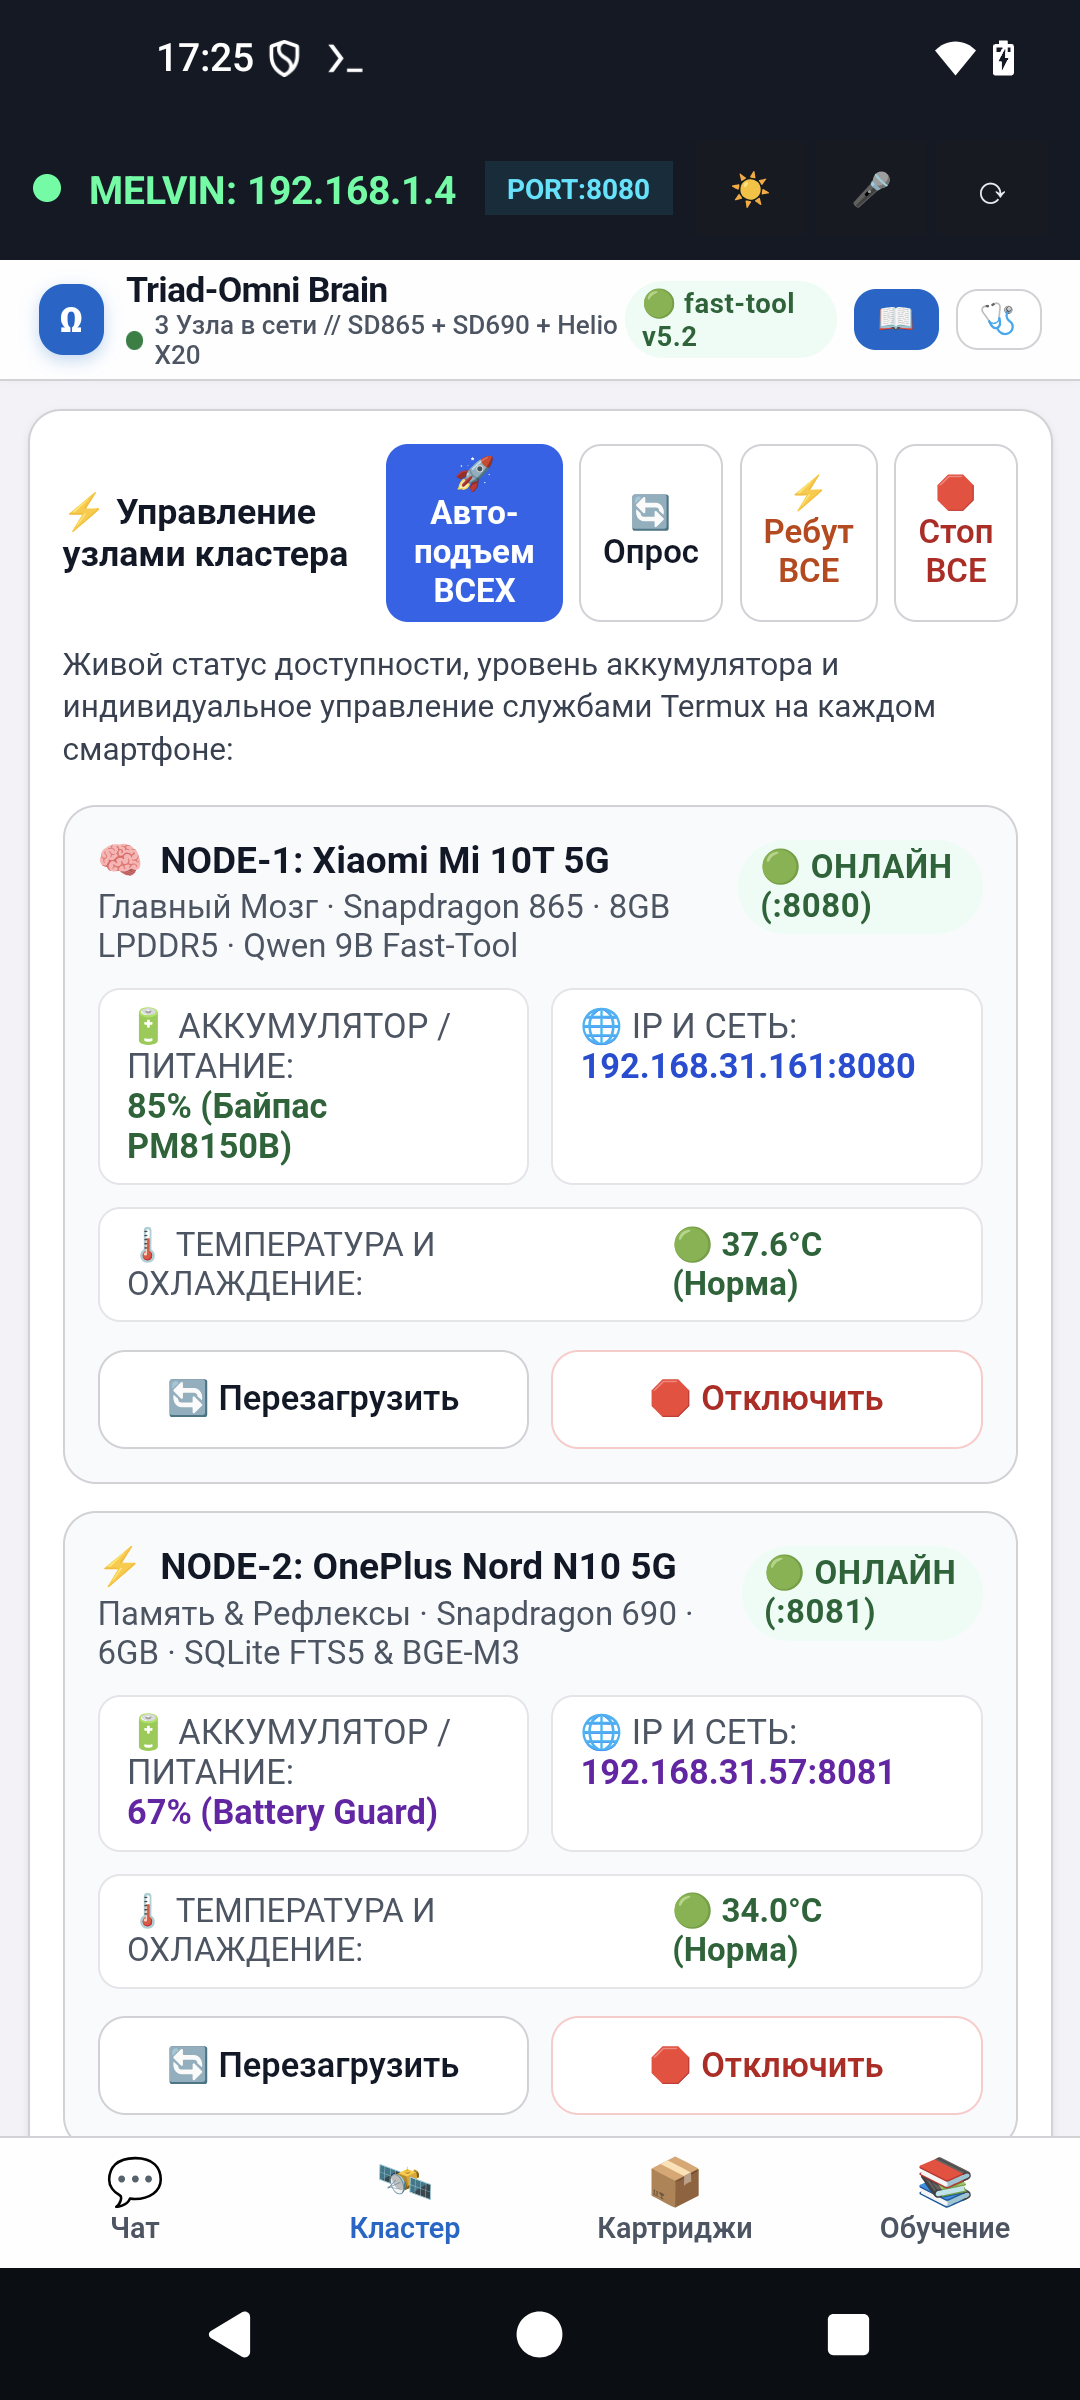 17:25
MELVIN: 192.168.1.4
PORT:8080
Ω
Triad-Omni Brain
3 Узла в сети // SD865 + SD690 + Helio
X20
fast-tool
v5.2
⚡ Управление
узлами кластера
Авто-
подъем
ВСЕХ
Опрос
Ребут
ВСЕ
Стоп
ВСЕ
Живой статус доступности, уровень аккумулятора и
индивидуальное управление службами Termux на каждом
смартфоне:
NODE-1: Xiaomi Mi 10T 5G
Главный Мозг · Snapdragon 865 · 8GB
LPDDR5 · Qwen 9B Fast-Tool
ОНЛАЙН
(:8080)
АККУМУЛЯТОР /
ПИТАНИЕ:
85% (Байпас
PM8150B)
IP И СЕТЬ:
192.168.31.161:8080
ТЕМПЕРАТУРА И
ОХЛАЖДЕНИЕ:
37.6°C
(Норма)
Перезагрузить
Отключить
NODE-2: OnePlus Nord N10 5G
Память & Рефлексы · Snapdragon 690 ·
6GB · SQLite FTS5 & BGE-M3
ОНЛАЙН
(:8081)
АККУМУЛЯТОР /
ПИТАНИЕ:
67% (Battery Guard)
IP И СЕТЬ:
192.168.31.57:8081
ТЕМПЕРАТУРА И
ОХЛАЖДЕНИЕ:
34.0°C
(Норма)
Перезагрузить
Отключить
Чат
Кластер
Картриджи
Обучение